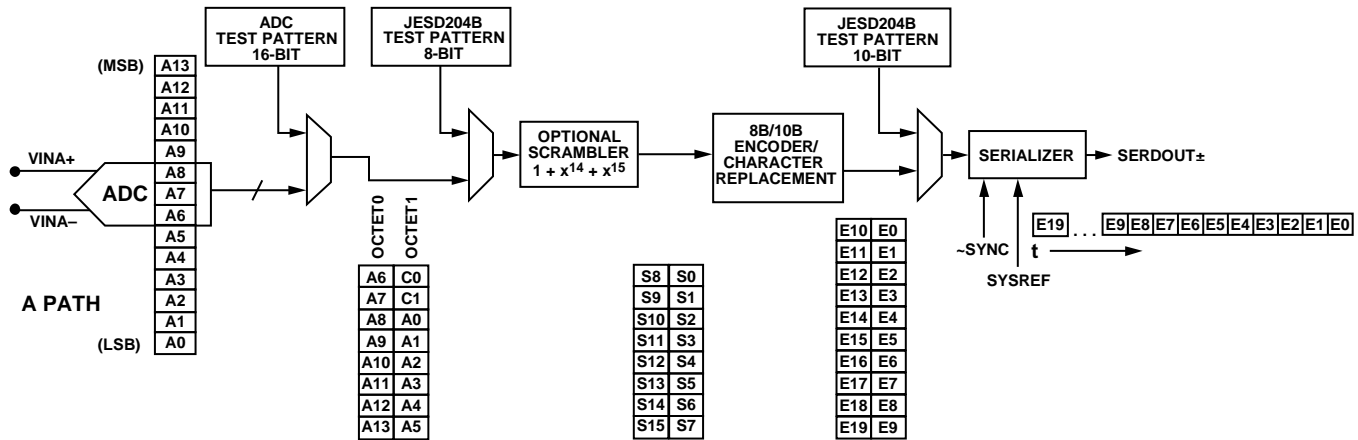 ADC
TEST PATTERN
16-BIT
JESD204B
TEST PATTERN
8-BIT
JESD204B
TEST PATTERN
10-BIT
(MSB)
A13
A12
A11
A10
A9
A8
A7
A6
A5
A4
A3
A2
A1
A0
(LSB)
VINA+
ADC
VINA–
A PATH
OCTET0
OCTET1
A6 C0
A7 C1
A8 A0
A9 A1
A10 A2
A11 A3
A12 A4
A13 A5
OPTIONAL
SCRAMBLER
1 + x14 + x15
S8 S0
S9 S1
S10 S2
S11 S3
S12 S4
S13 S5
S14 S6
S15 S7
8B/10B
ENCODER/
CHARACTER
REPLACEMENT
E10 E0
E11 E1
E12 E2
E13 E3
E14 E4
E15 E5
E16 E6
E17 E7
E18 E8
E19 E9
SERIALIZER
SERDOUT±
~SYNC
SYSREF
E19 . . . E9 E8 E7 E6 E5 E4 E3 E2 E1 E0
t